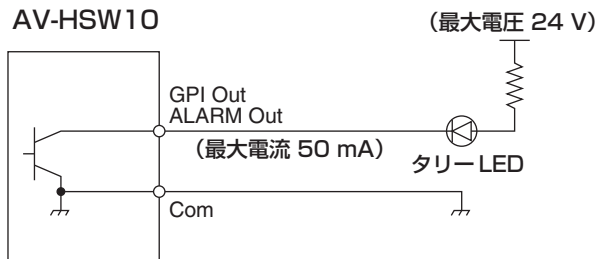 AV-HSW10
（最大電圧 24 V）
GPI Out
ALARM Out
（最大電流 50 mA）
タリー LED
Com